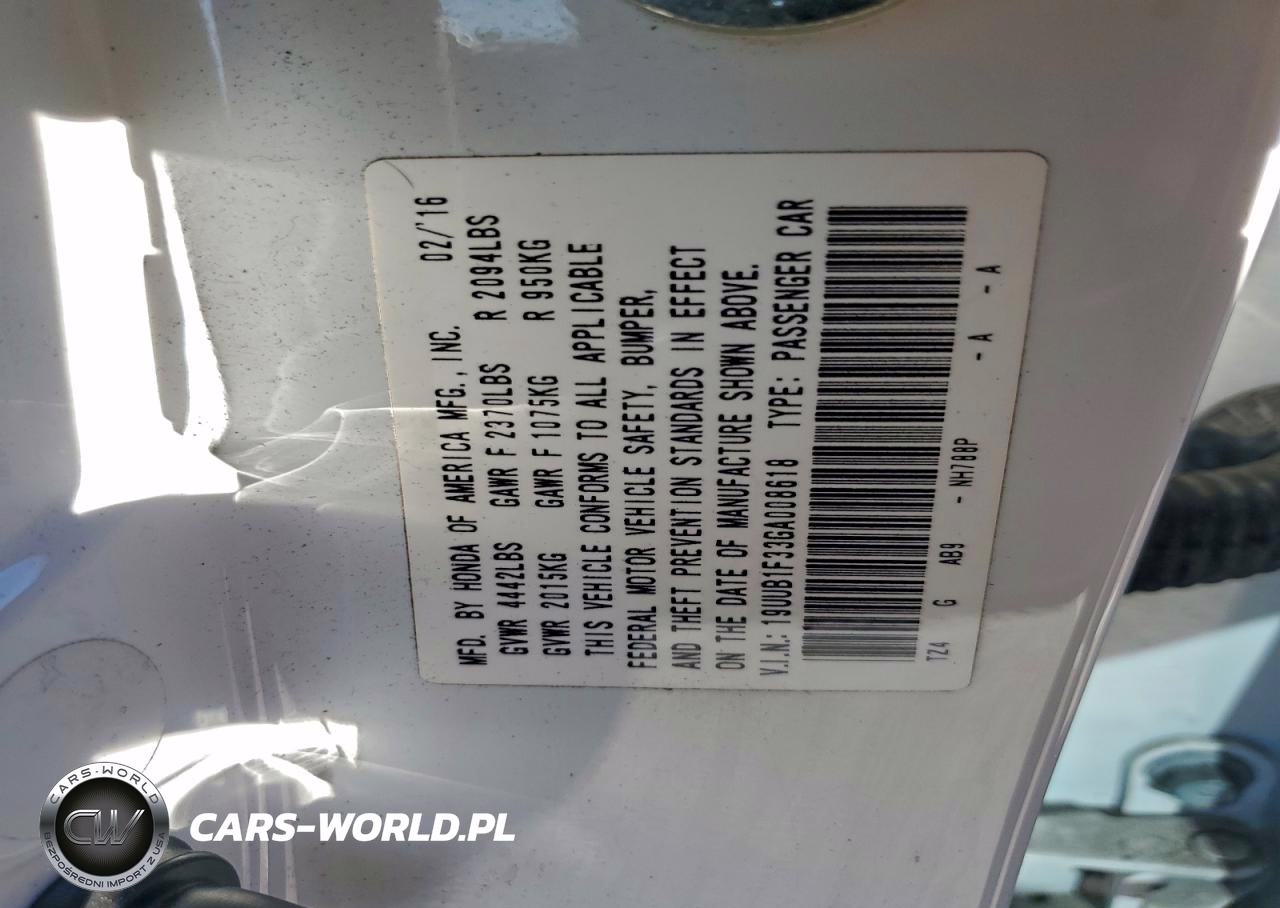 MFD. BY HONDA OF AMERICA MFG., INC. 02/'16
GVWR 4442LBS GAWR F 2370LBS R 2094LBS
GVWR 2015KG GAWR F 1075KG R 950KG
THIS VEHICLE CONFORMS TO ALL APPLICABLE
FEDERAL MOTOR VEHICLE SAFETY, BUMPER,
AND THEFT PREVENTION STANDARDS IN EFFECT
ON THE DATE OF MANUFACTURE SHOWN ABOVE.
V.I.N.: 19UUB1F33GA008618 TYPE: PASSENGER CAR
TZ4 G AB9 - NH788P - A - A
CARS-WORLD
CW
BEZPOŚREDNI IMPORT Z USA
CARS-WORLD.PL